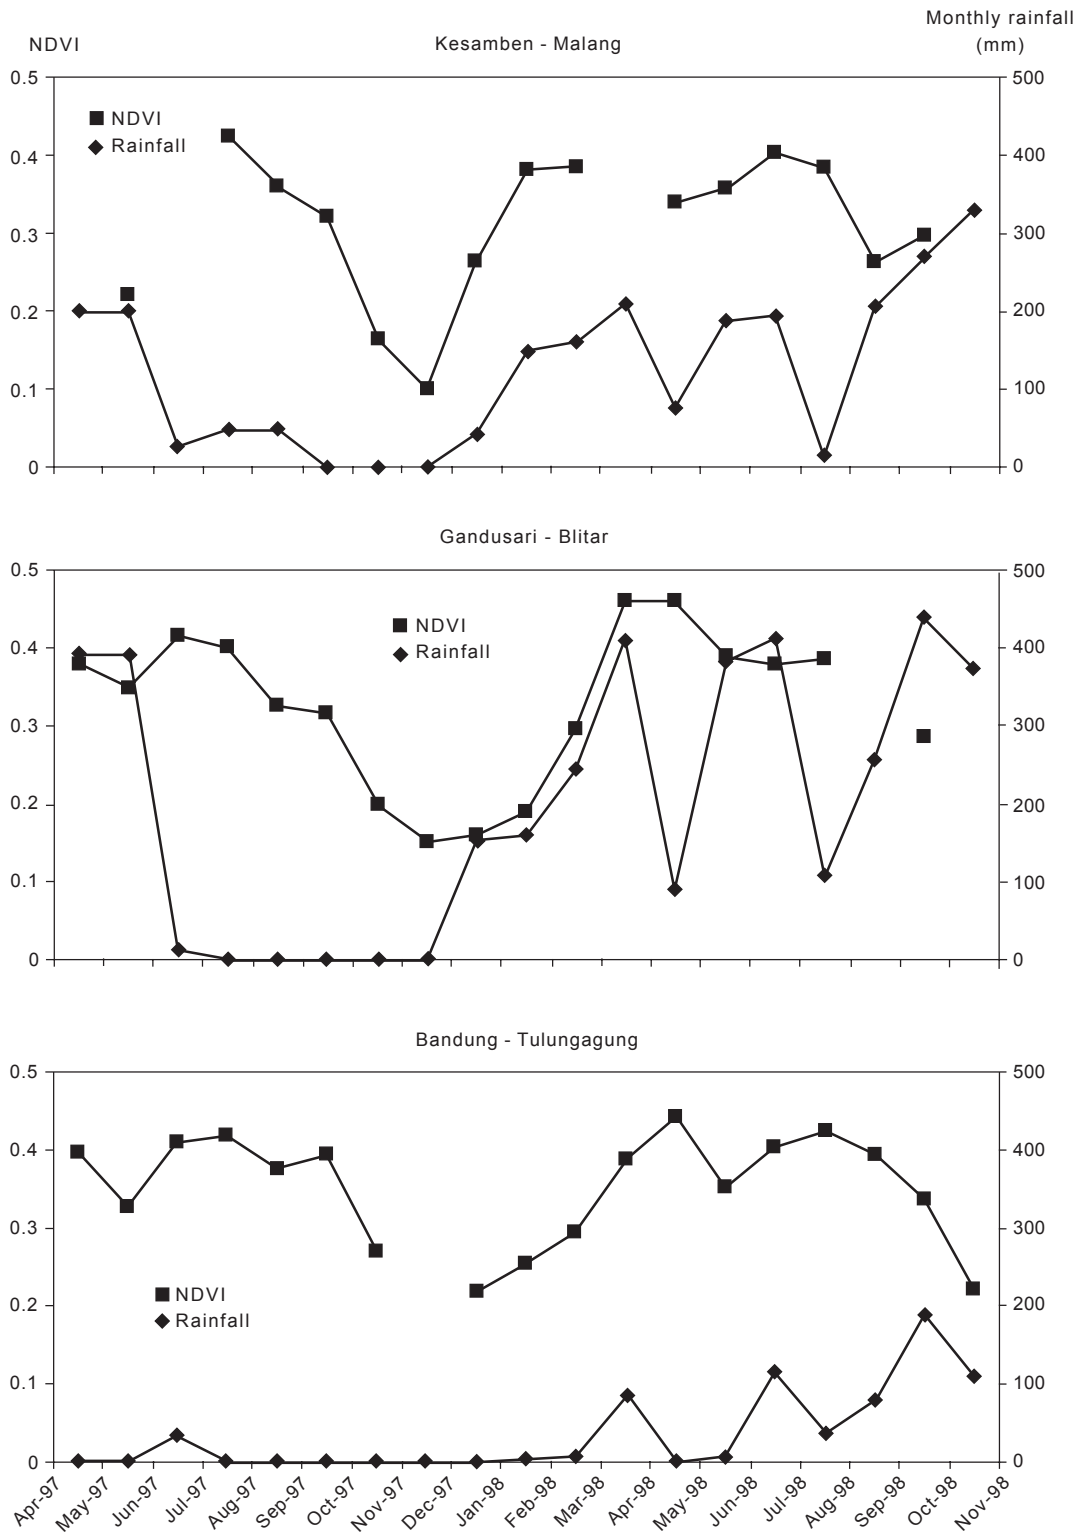 Monthly rainfall
NDVI Kesamben - Malang (mm)
0.5 500
NDVI
Rainfall
0.4 400
0.3 300
0.2 200
0.1 100
0 0
Gandusari - Blitar
0.5 500
NDVI
Rainfall
0.4 400
0.3 300
0.2 200
0.1 100
0 0
Bandung - Tulungagung
0.5 500
0.4 400
0.3 300
NDVI
Rainfall
0.2 200
0.1 100
0 0
Apr-97 May-97 Jun-97 Jul-97 Aug-97 Sep-97 Oct-97 Nov-97 Dec-97 Jan-98 Feb-98 Mar-98 Apr-98 May-98 Jun-98 Jul-98 Aug-98 Sep-98 Oct-98 Nov-98